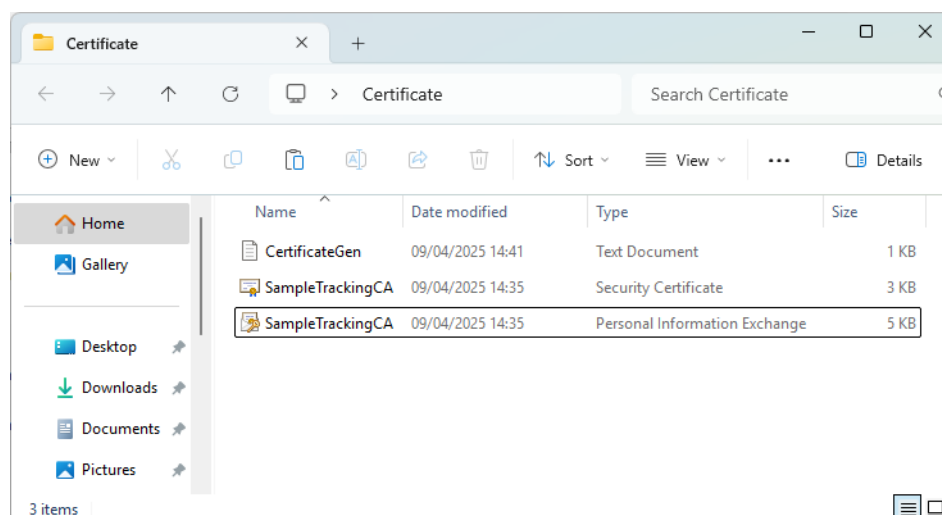 Certificate
Certificate
Search Certificate
New
Sort
View
Details
Name Date modified Type Size
Home
Gallery
Desktop
Downloads
Documents
Pictures
CertificateGen 09/04/2025 14:41 Text Document 1 KB
SampleTrackingCA 09/04/2025 14:35 Security Certificate 3 KB
SampleTrackingCA 09/04/2025 14:35 Personal Information Exchange 5 KB
3 items